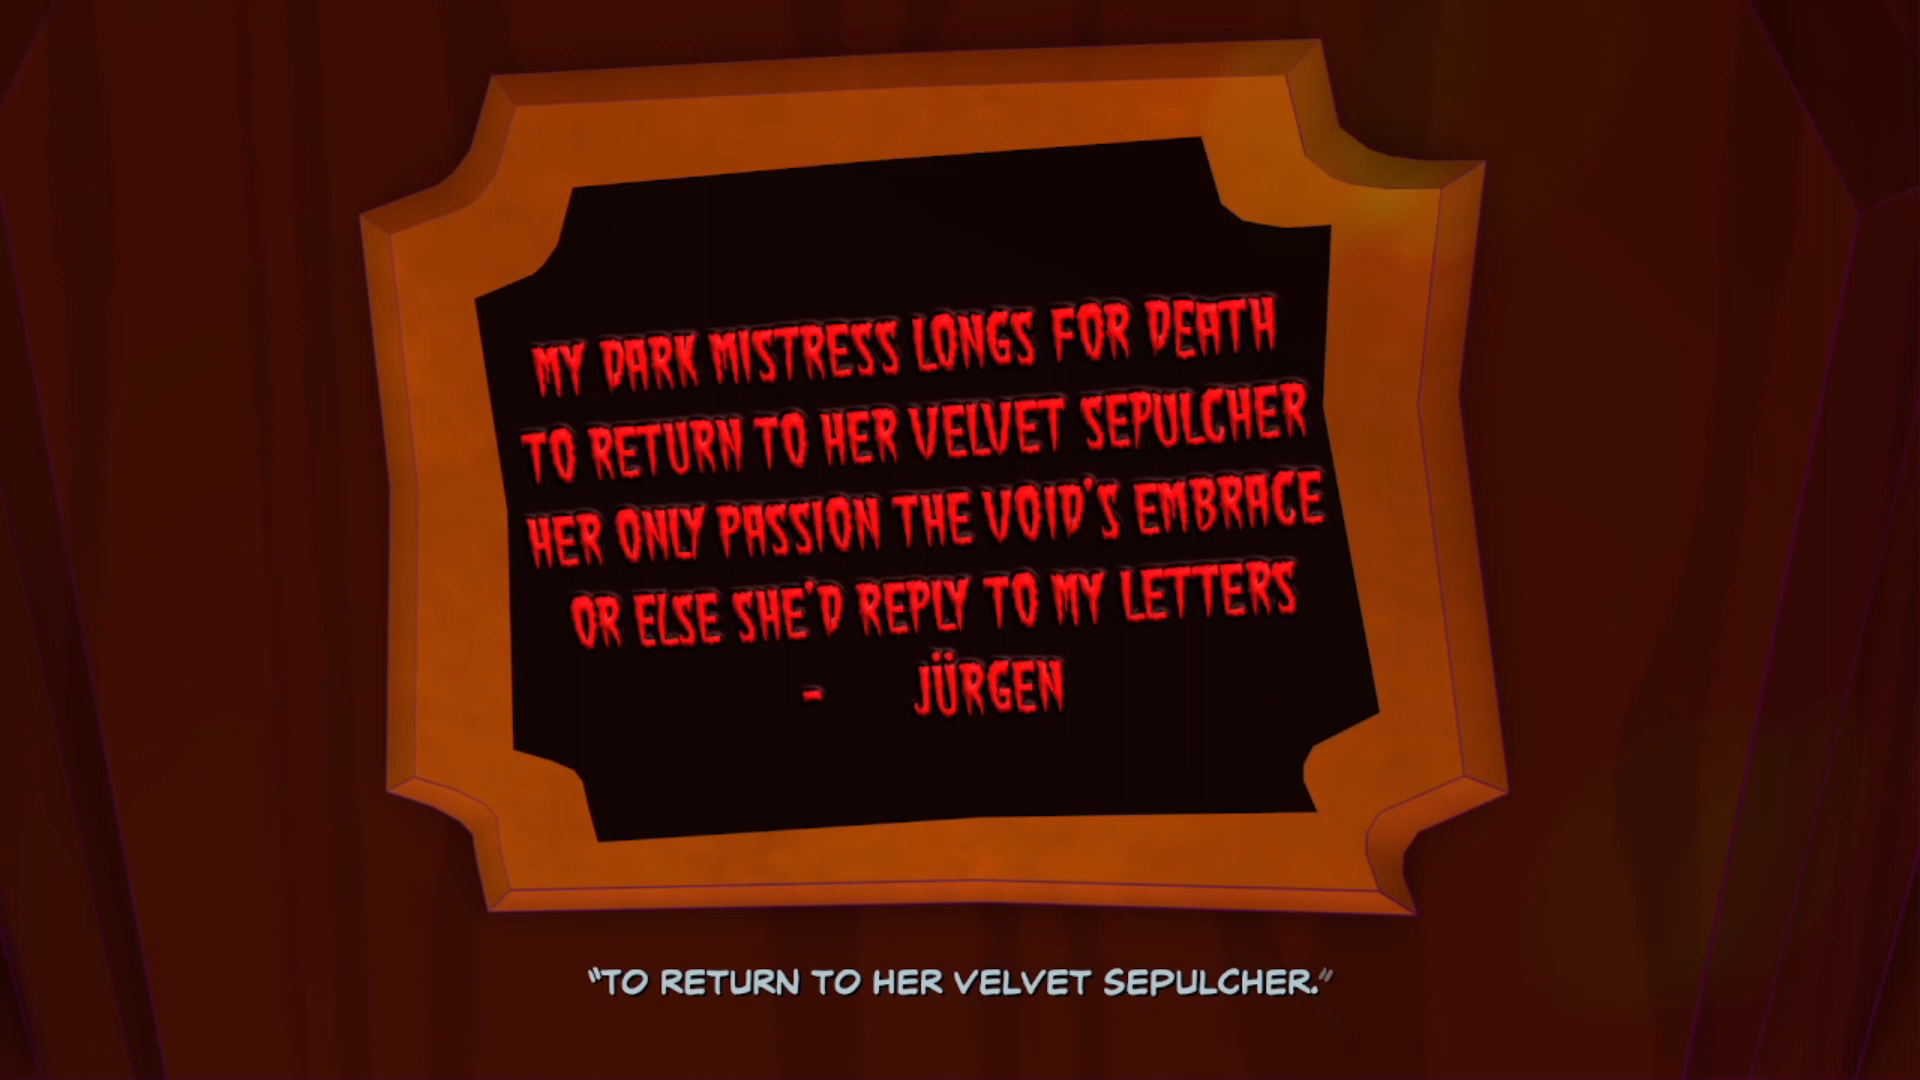 MY DARK MISTRESS LONGS FOR DEATH
TO RETURN TO HER VELVET SEPULCHER
HER ONLY PASSION THE VOID'S EMBRACE
OR ELSE SHE'D REPLY TO MY LETTERS
- JÜRGEN
"TO RETURN TO HER VELVET SEPULCHER."